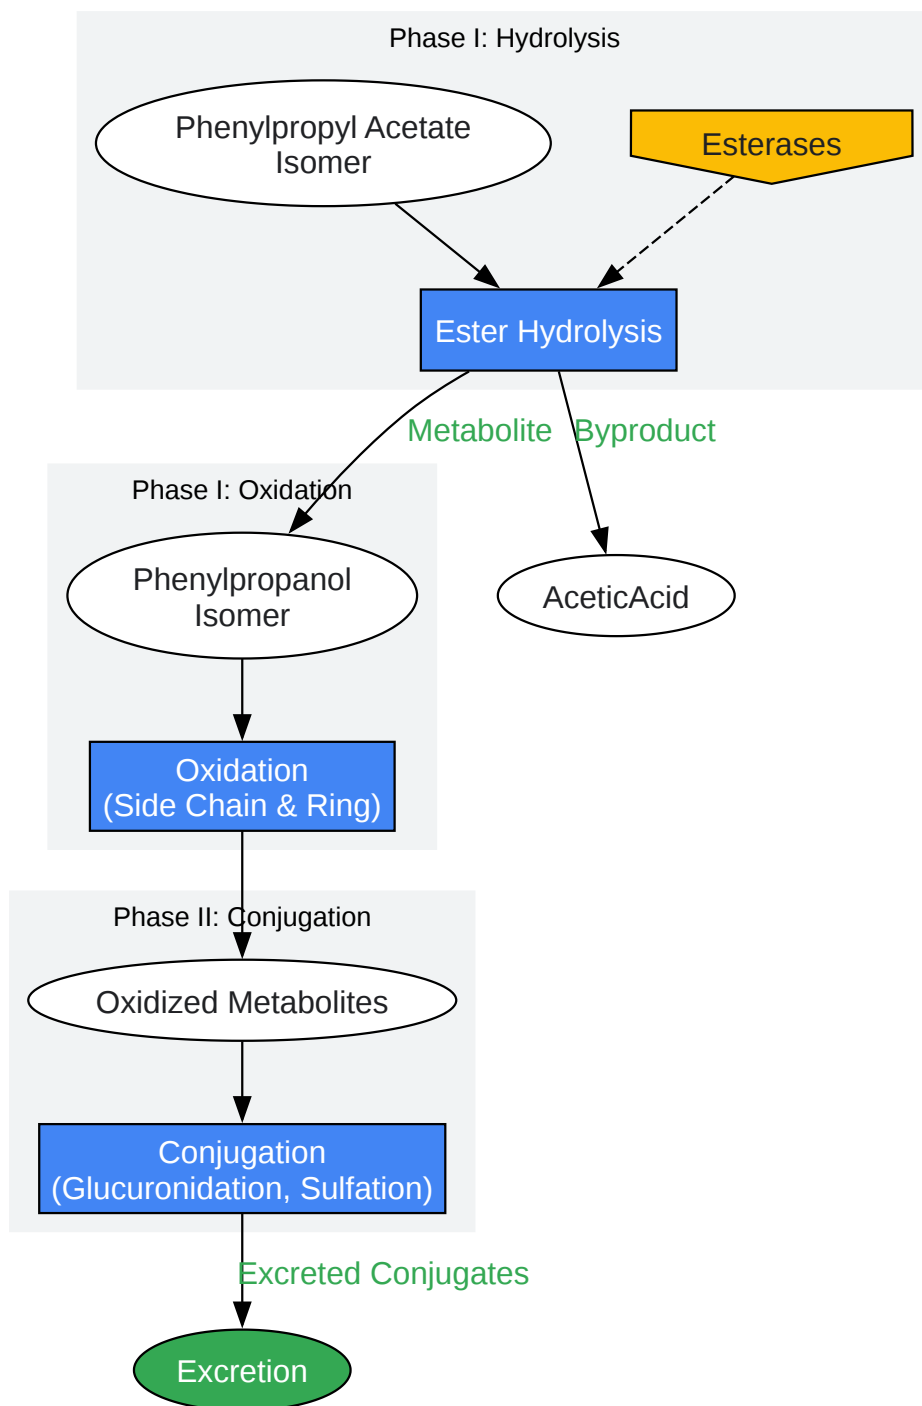 Phase I: Hydrolysis
Phenylpropyl Acetate
Isomer
Esterases
Ester Hydrolysis
Metabolite
Byproduct
Phase I: Oxidation
Phenylpropanol
Isomer
AceticAcid
Oxidation
(Side Chain & Ring)
Phase II: Conjugation
Oxidized Metabolites
Conjugation
(Glucuronidation, Sulfation)
Excreted Conjugates
Excretion